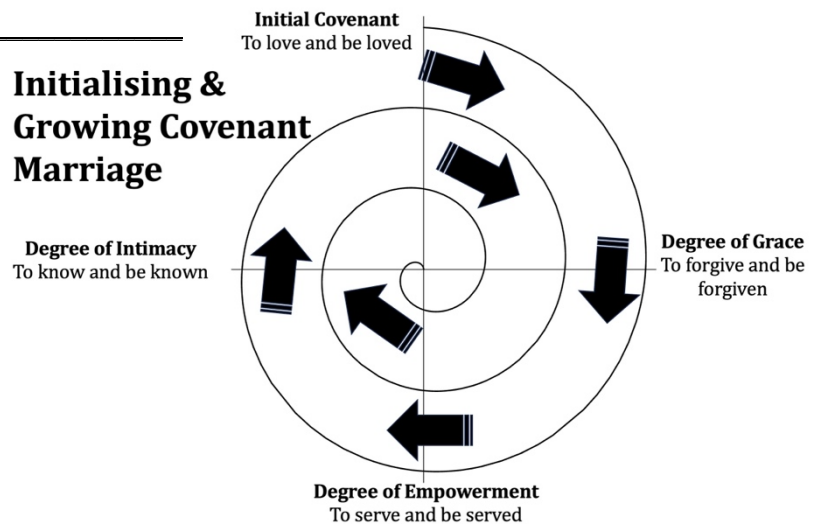 Initial Covenant
To love and be loved
Initialising &
Growing Covenant
Marriage
Degree of Intimacy
To know and be known
Degree of Grace
To forgive and be
forgiven
Degree of Empowerment
To serve and be served